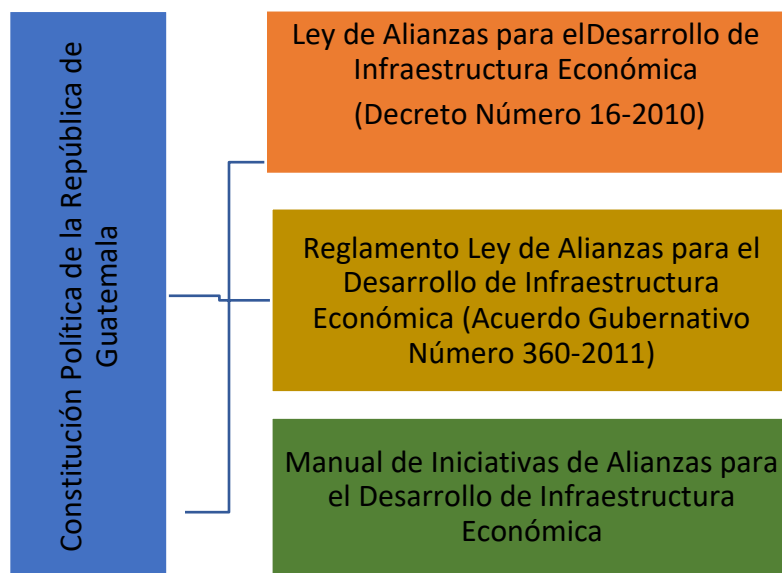 Constitución Política de la República de
Guatemala
Ley de Alianzas para elDesarrollo de
Infraestructura Económica
(Decreto Número 16-2010)
Reglamento Ley de Alianzas para el
Desarrollo de Infraestructura
Económica (Acuerdo Gubernativo
Número 360-2011)
Manual de Iniciativas de Alianzas para
el Desarrollo de Infraestructura
Económica